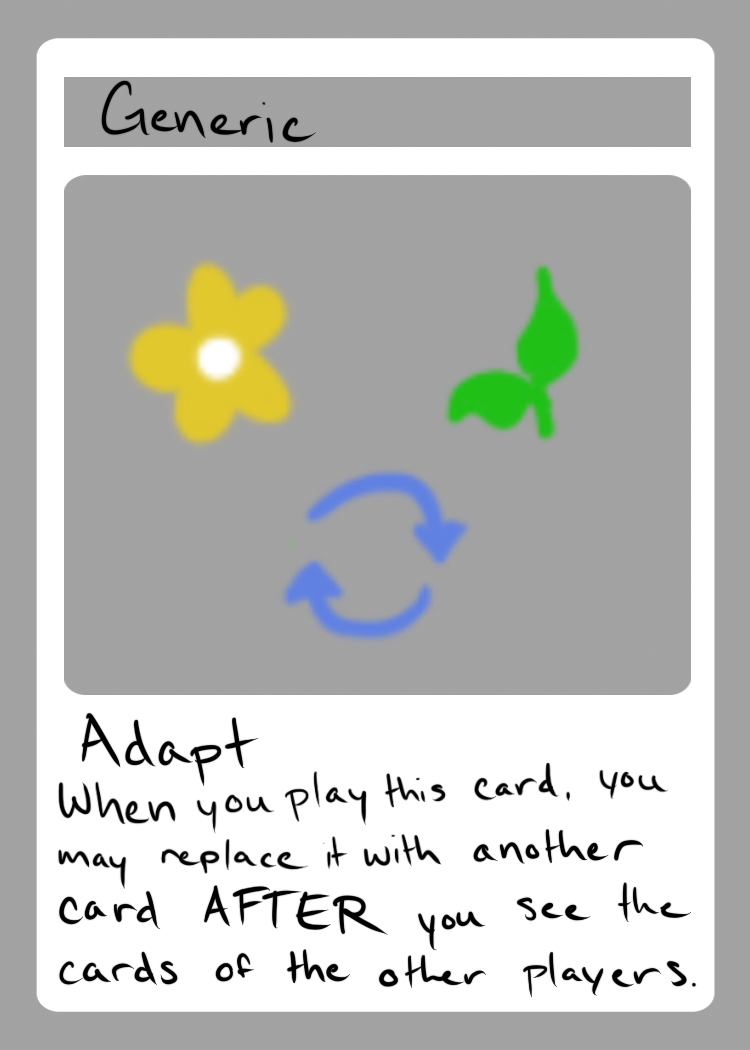 Generic
Adapt
When you play this card, you
may replace it with another
card AFTER you see the
cards of the other players.